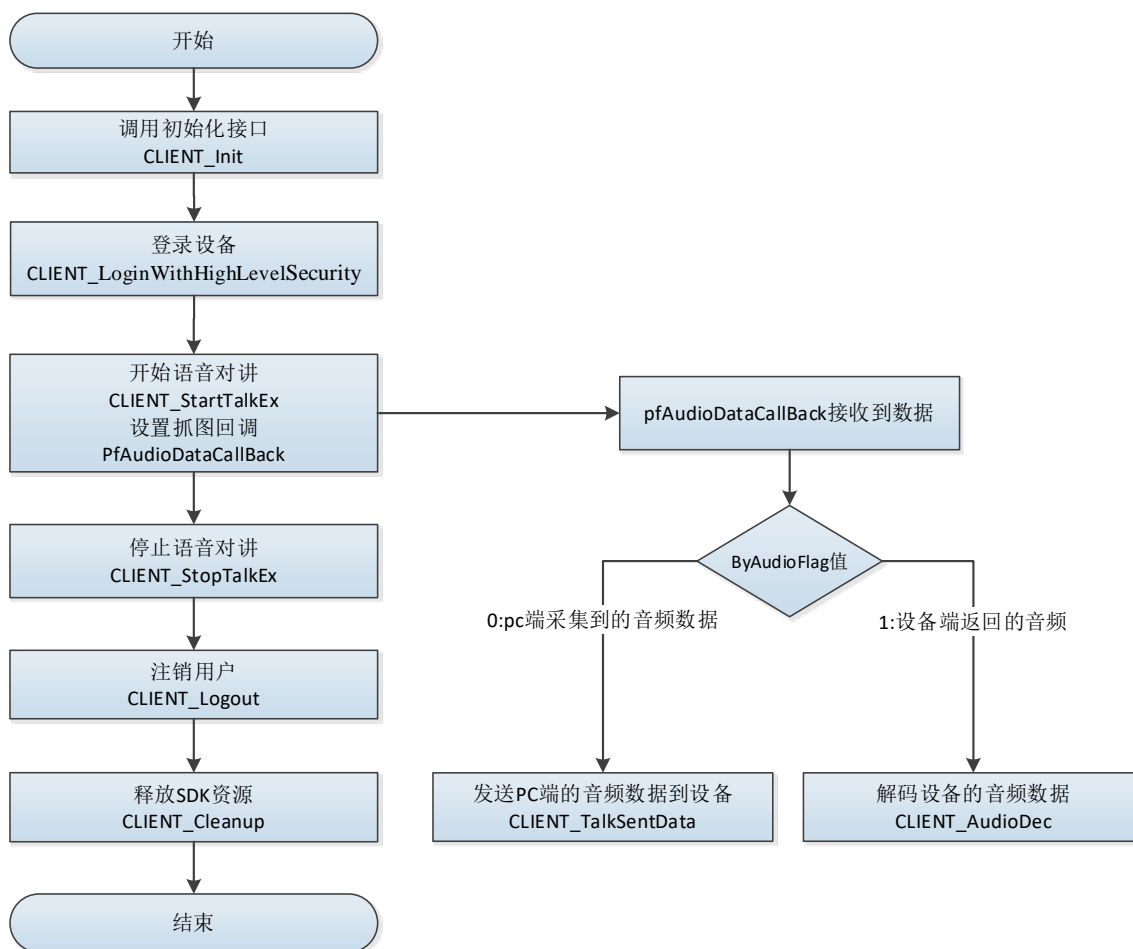 开始
调用初始化接口
CLIENT_Init
登录设备
CLIENT_LoginWithHighLevelSecurity
开始语音对讲
CLIENT_StartTalkEx
设置抓图回调
PfAudioDataCallBack
pfAudioDataCallBack接收到数据
停止语音对讲
CLIENT_StopTalkEx
ByAudioFlag值
0:pc端采集到的音频数据
1:设备端返回的音频
注销用户
CLIENT_Logout
释放SDK资源
CLIENT_Cleanup
发送PC端的音频数据到设备
CLIENT_TalkSentData
解码设备的音频数据
CLIENT_AudioDec
结束